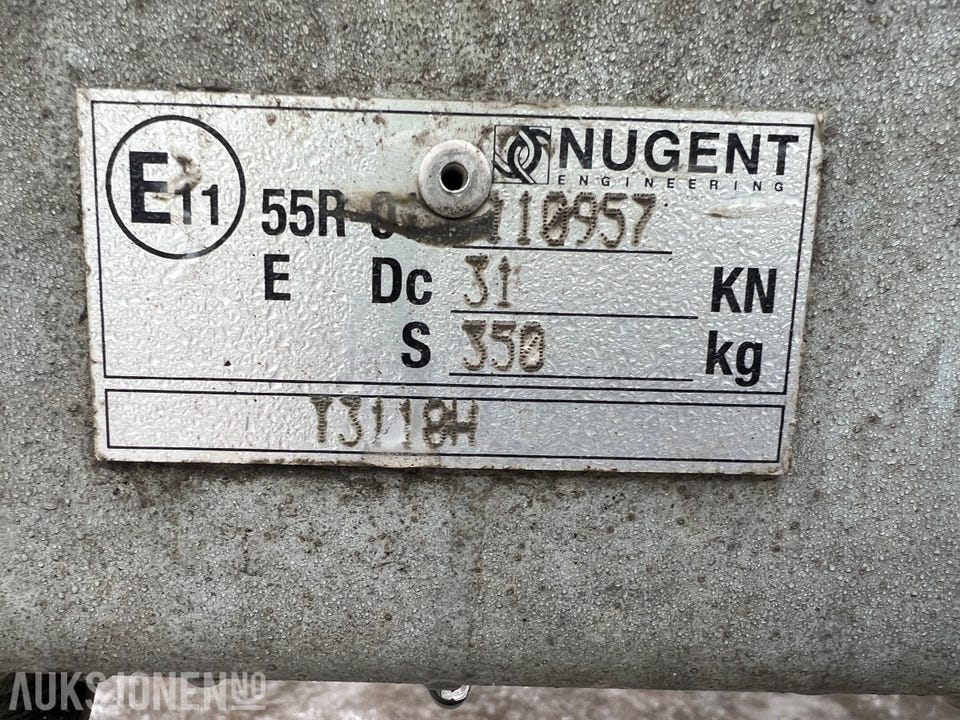 NUGENT
ENGINEERING
E11
55R 110957
E Dc 31 KN
S 350 kg
T3118H
AUKSJONEN.NO